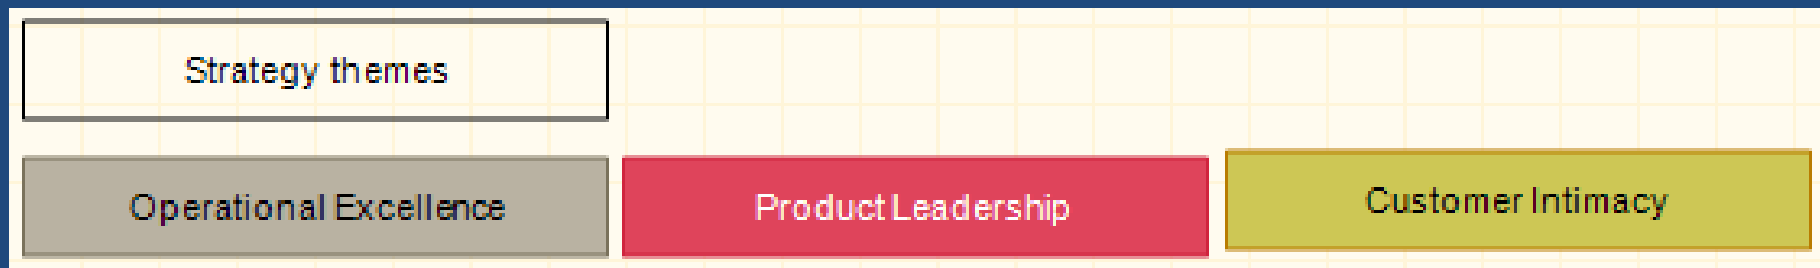 Strategy themes
Operational Excellence
Product Leadership
Customer Intimacy